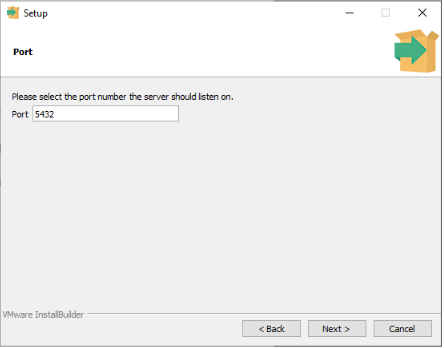 Setup
Port
Please select the port number the server should listen on.
Port 5432
VMware InstallBuilder
< Back Next > Cancel